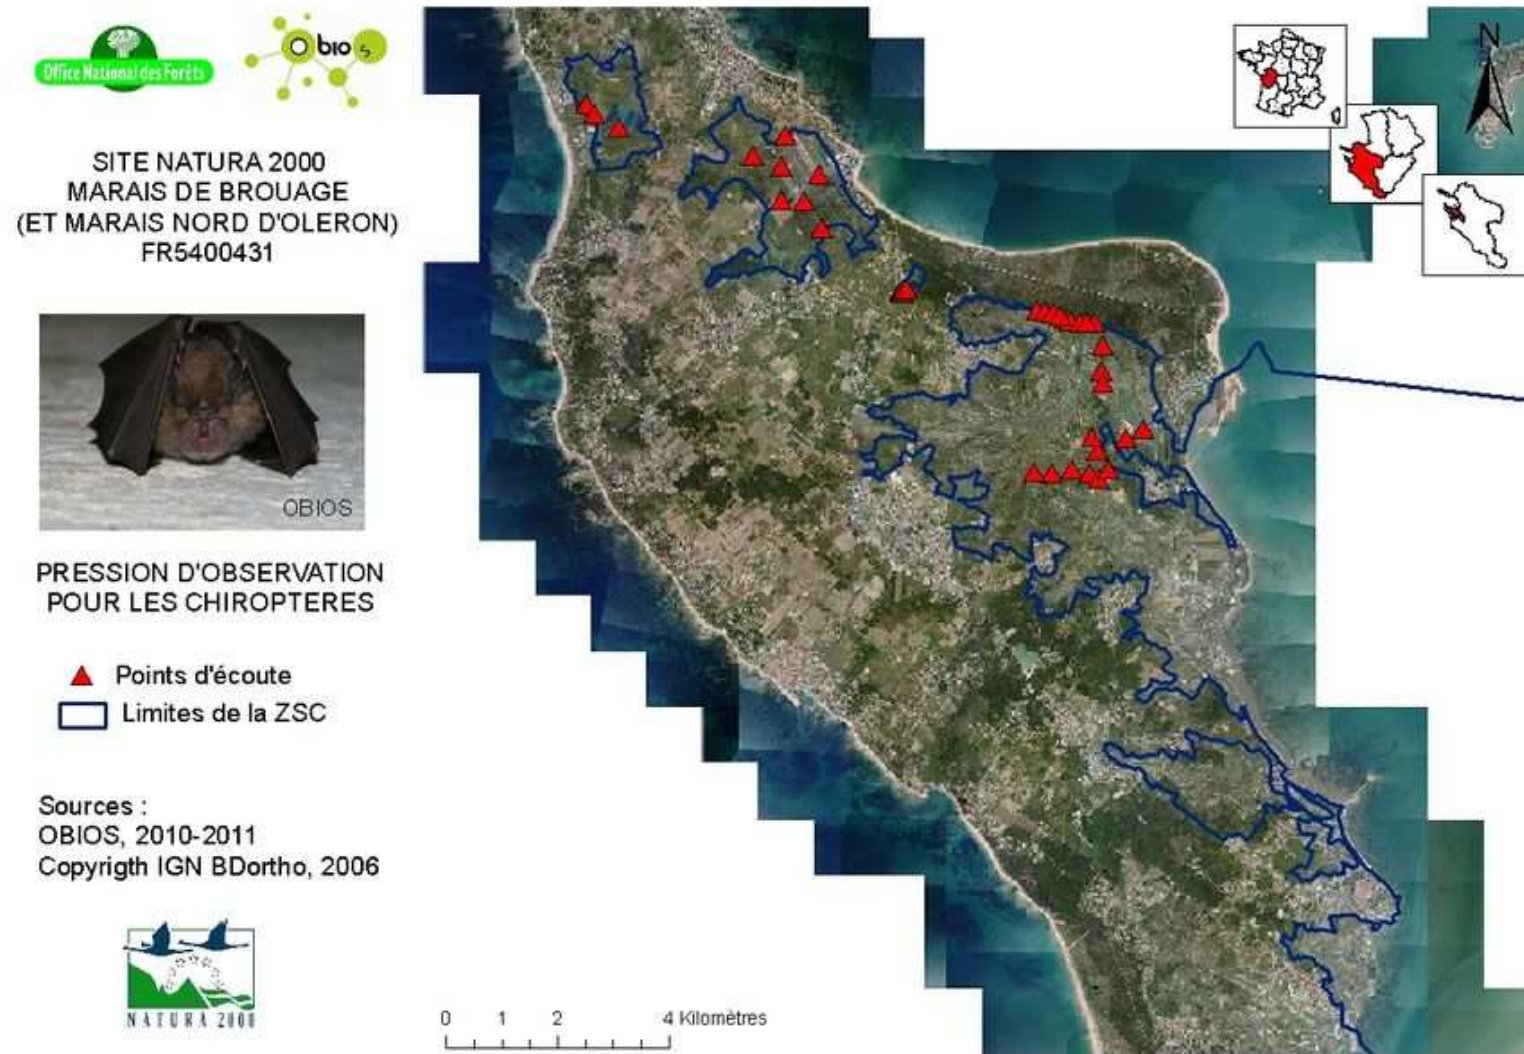 Office National des Forêts
Obios
SITE NATURA 2000
MARAIS DE BROUAGE
(ET MARAIS NORD D'OLERON)
FR5400431
OBIOS
PRESSION D'OBSERVATION
POUR LES CHIROPTERES
Points d'écoute
Limites de la ZSC
Sources :
OBIOS, 2010-2011
Copyrigth IGN BDortho, 2006
NATURA 2000
0 1 2 4 Kilomètres
N